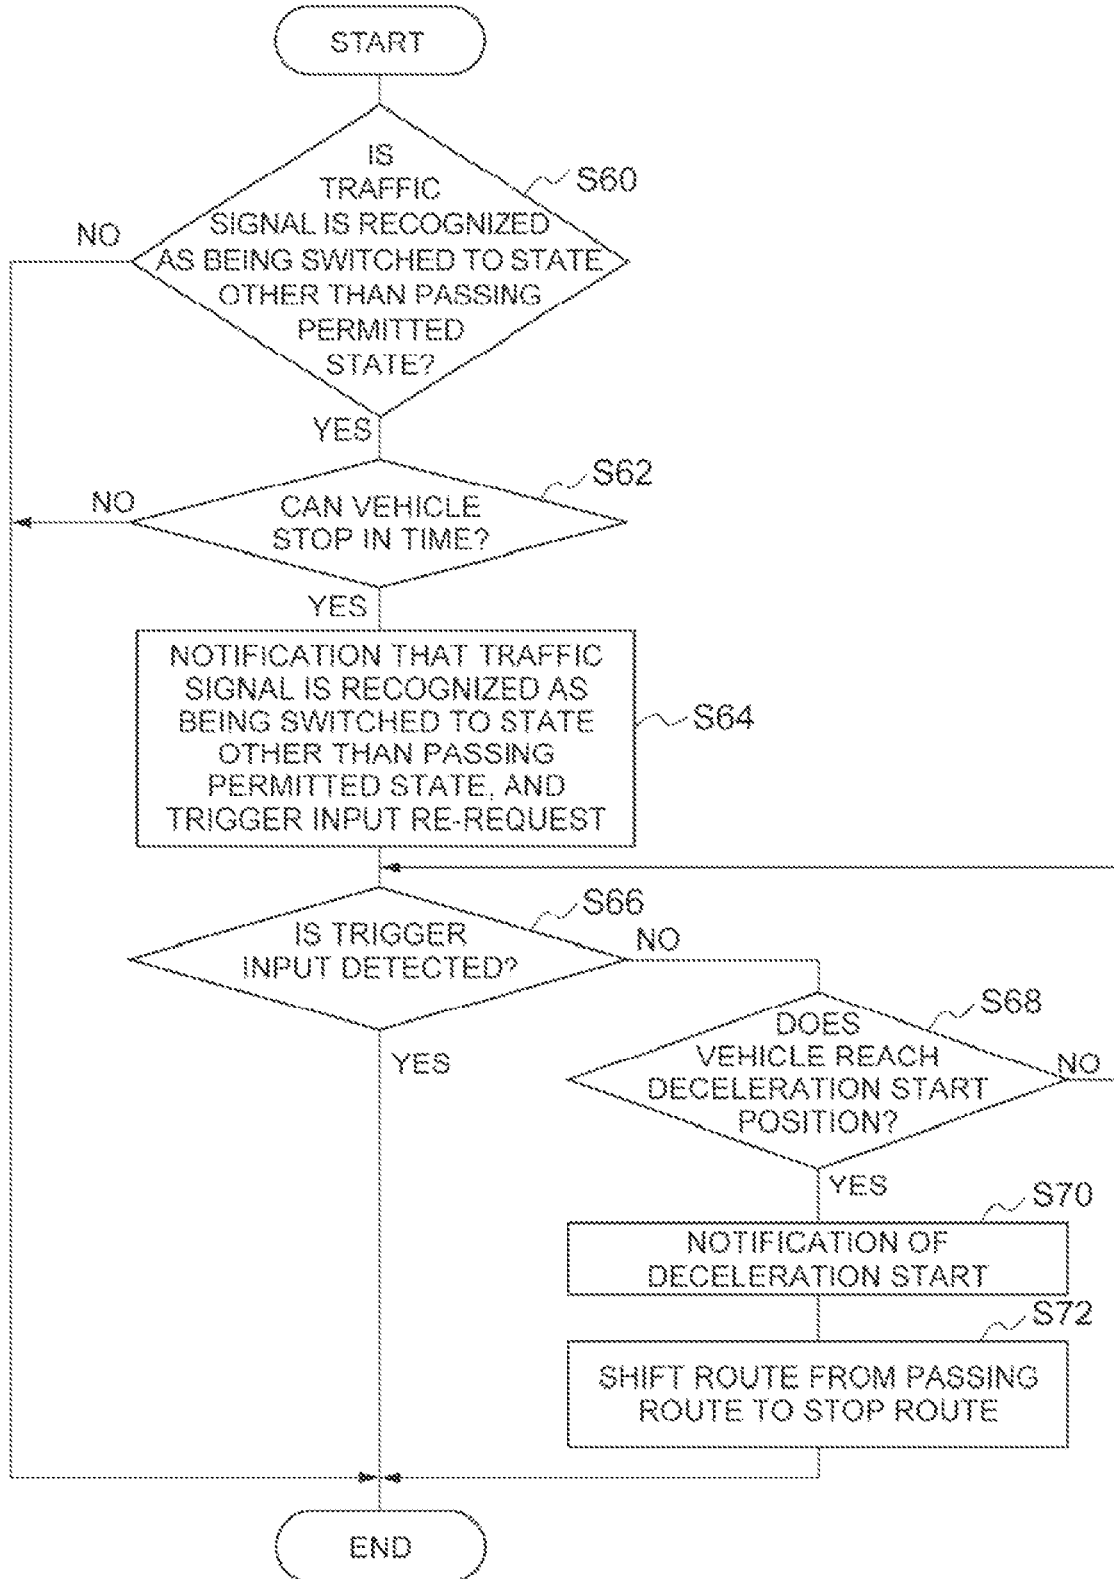 START
IS
TRAFFIC
SIGNAL IS RECOGNIZED
AS BEING SWITCHED TO STATE
OTHER THAN PASSING
PERMITTED
STATE?
S60
NO
YES
CAN VEHICLE
STOP IN TIME?
S62
NO
YES
NOTIFICATION THAT TRAFFIC
SIGNAL IS RECOGNIZED AS
BEING SWITCHED TO STATE
OTHER THAN PASSING
PERMITTED STATE, AND
TRIGGER INPUT RE-REQUEST
S64
IS TRIGGER
INPUT DETECTED?
S66
NO
YES
DOES
VEHICLE REACH
DECELERATION START
POSITION?
S68
NO
YES
S70
NOTIFICATION OF
DECELERATION START
S72
SHIFT ROUTE FROM PASSING
ROUTE TO STOP ROUTE
END